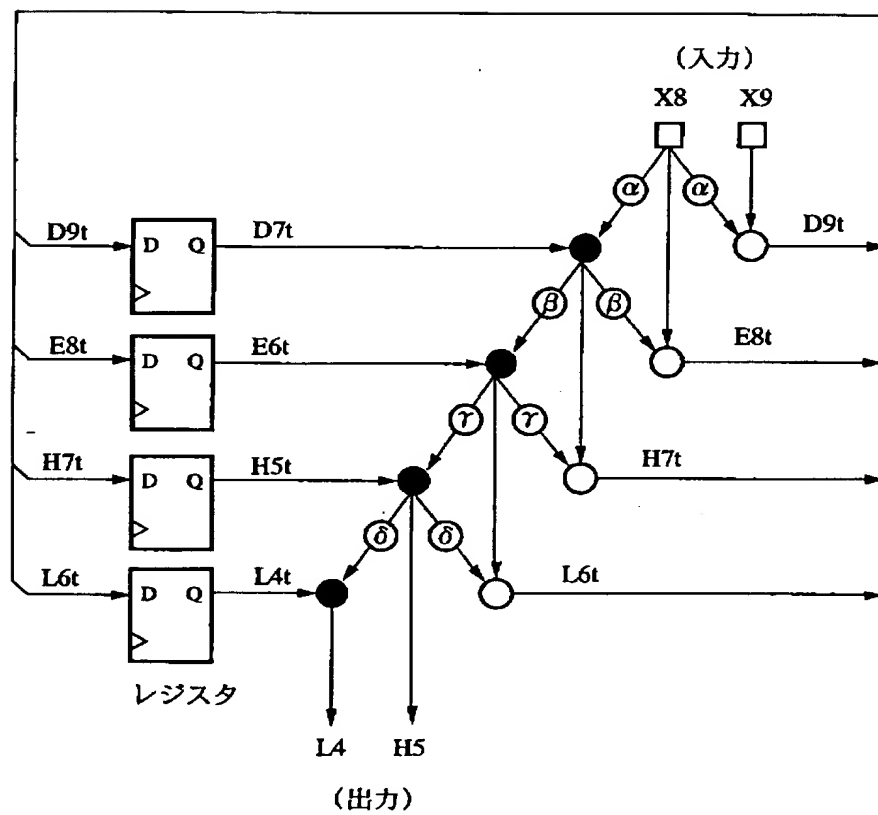 （入力）
X8 X9
α α
D9t D Q D7t D9t
β β
E8t D Q E6t E8t
γ γ
H7t D Q H5t H7t
δ δ
L6t D Q L4t L6t
レジスタ
L4 H5
（出力）